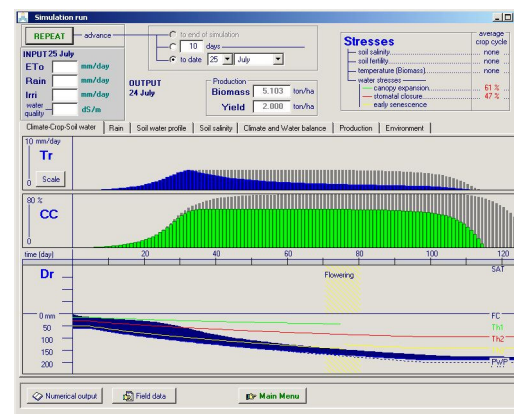 Simulation run
REPEAT
advance
to end of simulation
10 days
to date 25 July
INPUT 25 July
ETo mm/day
Rain mm/day
Irri mm/day
water quality dS/m
OUTPUT
24 July
Production
Biomass 5.103 ton/ha
Yield 2.000 ton/ha
Stresses
average
crop cycle
soil salinity none
soil fertility none
temperature (Biomass) none
water stresses
canopy expansion 61 %
stomatal closure 47 %
early senescence
Climate-Crop-Soil water Rain Soil water profile Soil salinity Climate and Water balance Production Environment
10 mm/day
Tr
0 Scale
80 %
CC
0
time (day) 20 40 60 80 100 120
Dr
Flowering
SAT
0 mm
FC
50
Th1
100
Th2
150
200
PWP
Numerical output Field data Main Menu